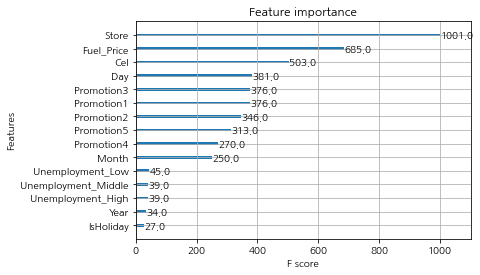 Feature importance
Store 1001.0
Fuel_Price 685.0
Cel 503.0
Day 381.0
Promotion3 376.0
Promotion1 376.0
Promotion2 346.0
Promotion5 313.0
Promotion4 270.0
Month 250.0
Unemployment_Low 45.0
Unemployment_Middle 39.0
Unemployment_High 39.0
Year 34.0
IsHoliday 27.0
Features
0 200 400 600 800 1000
F score